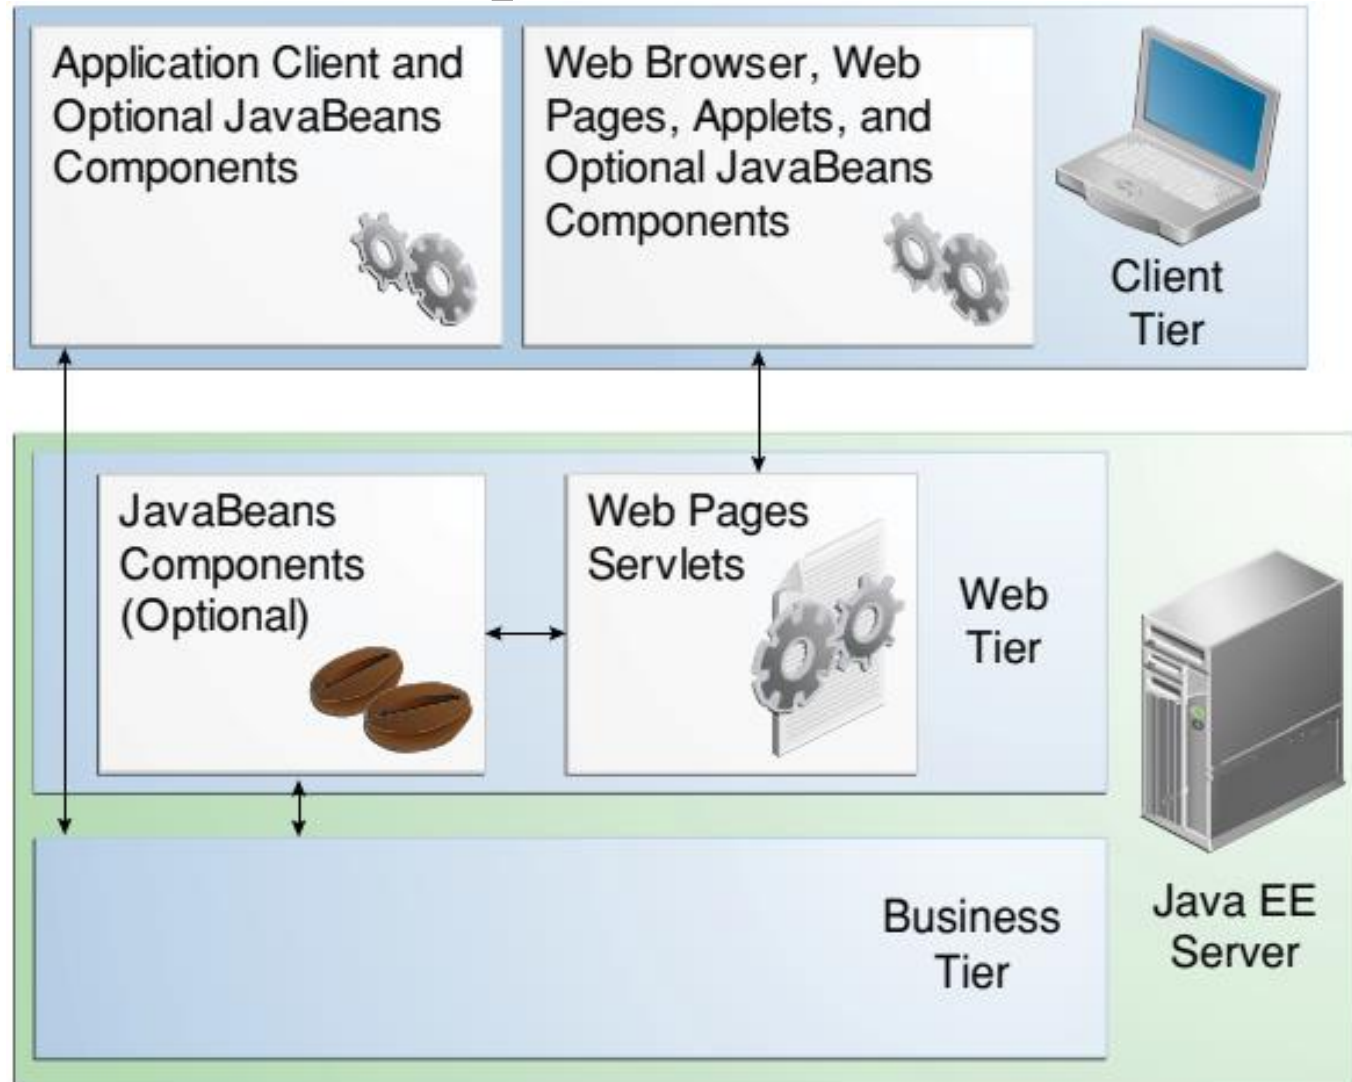 Application Client and
Optional JavaBeans
Components
Web Browser, Web
Pages, Applets, and
Optional JavaBeans
Components
Client
Tier
JavaBeans
Components
(Optional)
Web Pages
Servlets
Web
Tier
Business
Tier
Java EE
Server